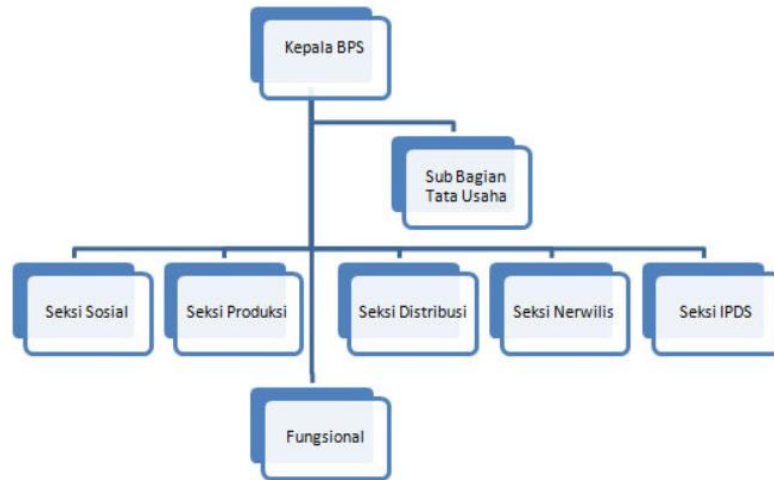 Kepala BPS
Sub Bagian
Tata Usaha
Seksi Sosial
Seksi Produksi
Seksi Distribusi
Seksi Nerwilis
Seksi IPDS
Fungsional